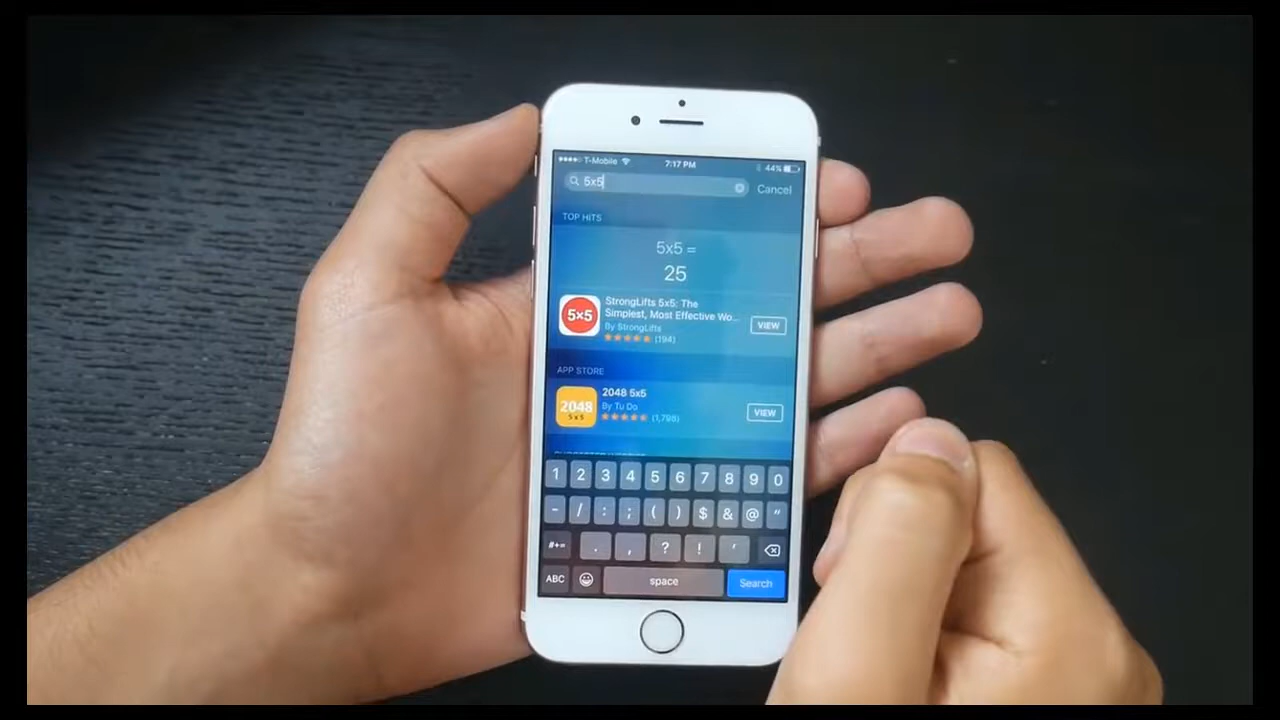 T-Mobile 7:17 PM 44%
5x5 Cancel
TOP HITS
5x5 =
25
5×5
StrongLifts 5x5: The
Simplest, Most Effective Wo...
By StrongLifts
(194)
VIEW
APP STORE
2048
5x5
2048 5x5
By Tu Do
(1,798)
VIEW
1 2 3 4 5 6 7 8 9 0
- / : ; ( ) $ & @ "
#+= . , ? ! '
ABC space Search